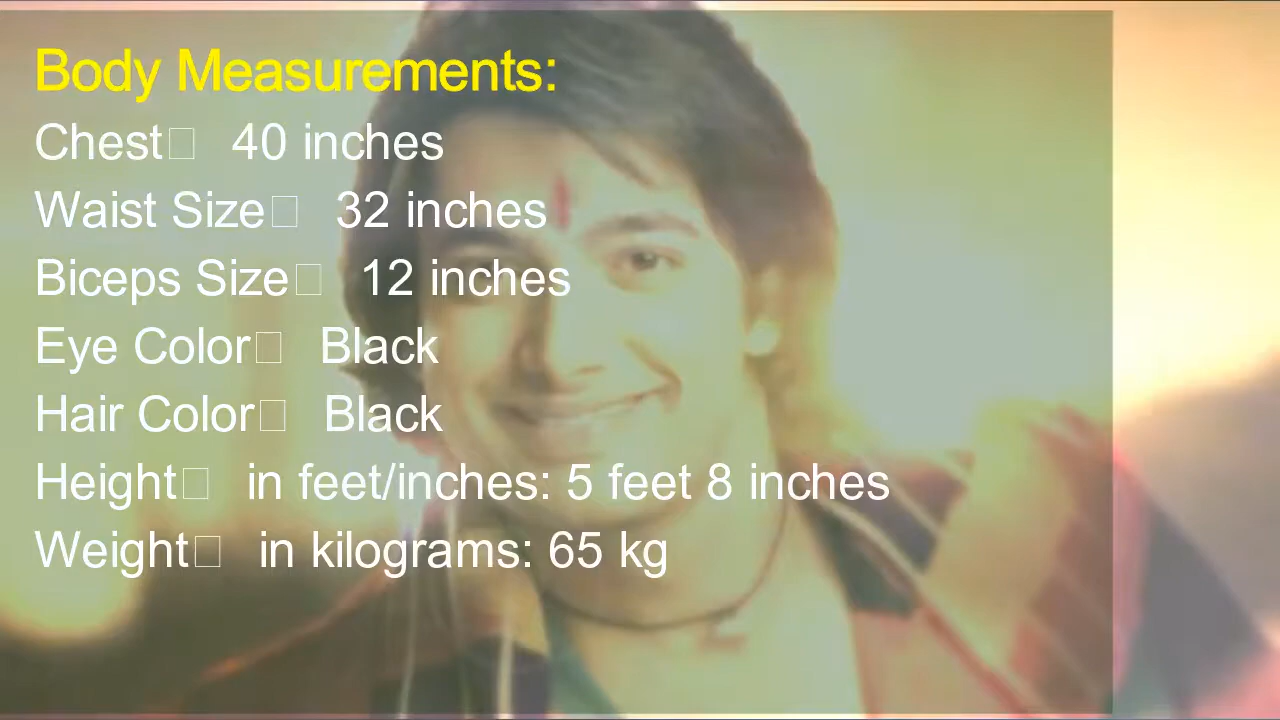 Body Measurements:
Chest□ 40 inches
Waist Size□ 32 inches
Biceps Size□ 12 inches
Eye Color□ Black
Hair Color□ Black
Height□ in feet/inches: 5 feet 8 inches
Weight□ in kilograms: 65 kg